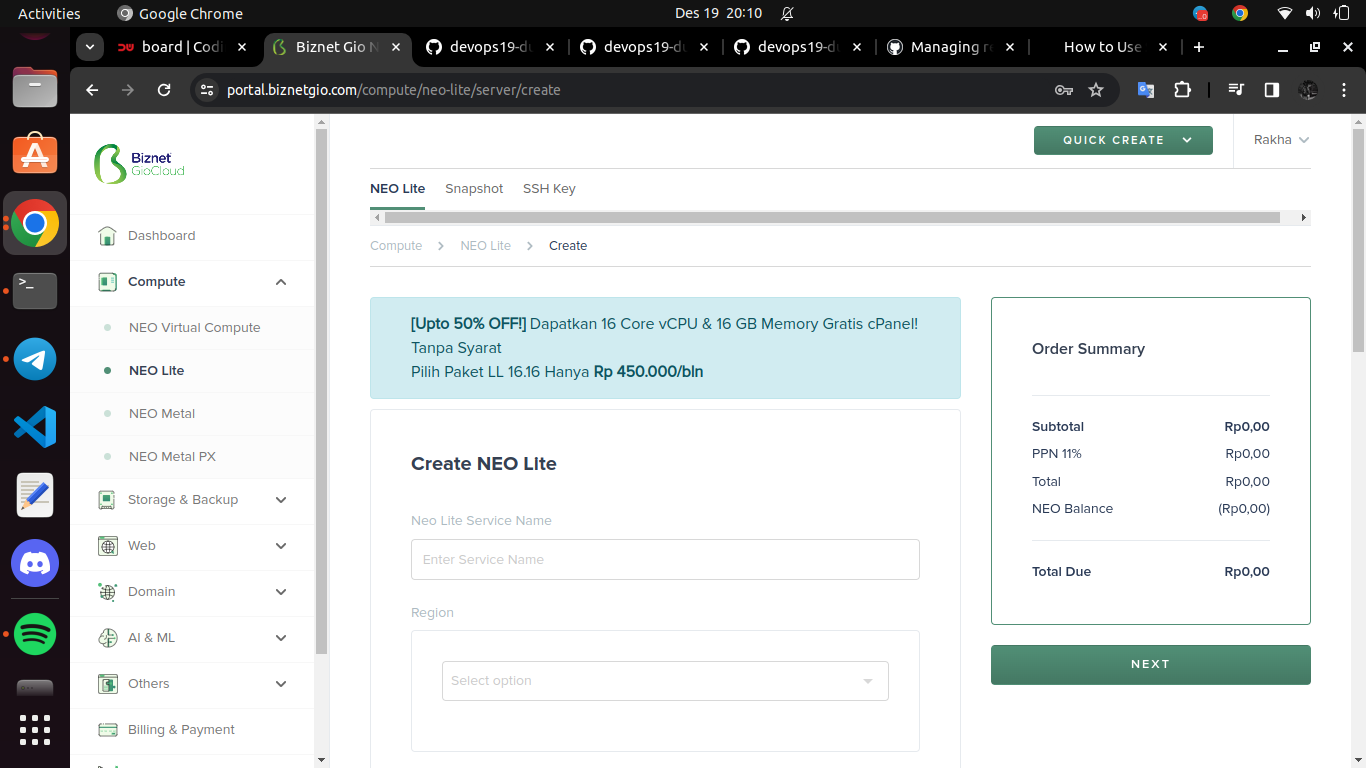 Activities
Google Chrome
Des 19 20:10
board | Codi
Biznet Gio N
devops19-du
devops19-du
devops19-du
Managing re
How to Use
portal.biznetgio.com/compute/neo-lite/server/create
Biznet
GioCloud
QUICK CREATE
Rakha
NEO Lite
Snapshot
SSH Key
Compute
NEO Lite
Create
Dashboard
Compute
NEO Virtual Compute
NEO Lite
NEO Metal
NEO Metal PX
Storage & Backup
Web
Domain
AI & ML
Others
Billing & Payment
[Upto 50% OFF!] Dapatkan 16 Core vCPU & 16 GB Memory Gratis cPanel!
Tanpa Syarat
Pilih Paket LL 16.16 Hanya Rp 450.000/bln
Create NEO Lite
Neo Lite Service Name
Enter Service Name
Region
Select option
Order Summary
Subtotal Rp0,00
PPN 11% Rp0,00
Total Rp0,00
NEO Balance (Rp0,00)
Total Due Rp0,00
NEXT